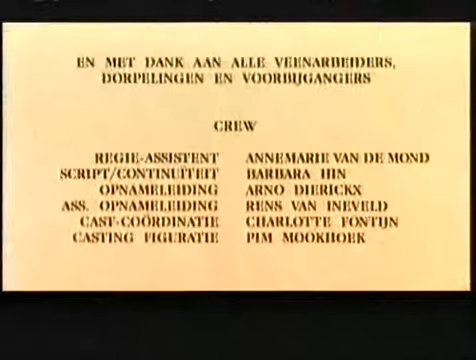 EN MET DANK AAN ALLE VEENARBEIDERS,
DORPELINGEN EN VOORBIJGANGERS
CREW
REGIE-ASSISTENT ANNEMARIE VAN DE MOND
SCRIPT/CONTINUÏTEIT BARBARA HIN
OPNAMELEIDING ARNO DIERICKX
ASS. OPNAMELEIDING RENS VAN INEVELD
CAST-COÖRDINATIE CHARLOTTE FONTIJN
CASTING FIGURATIE PIM MOOKHOEK